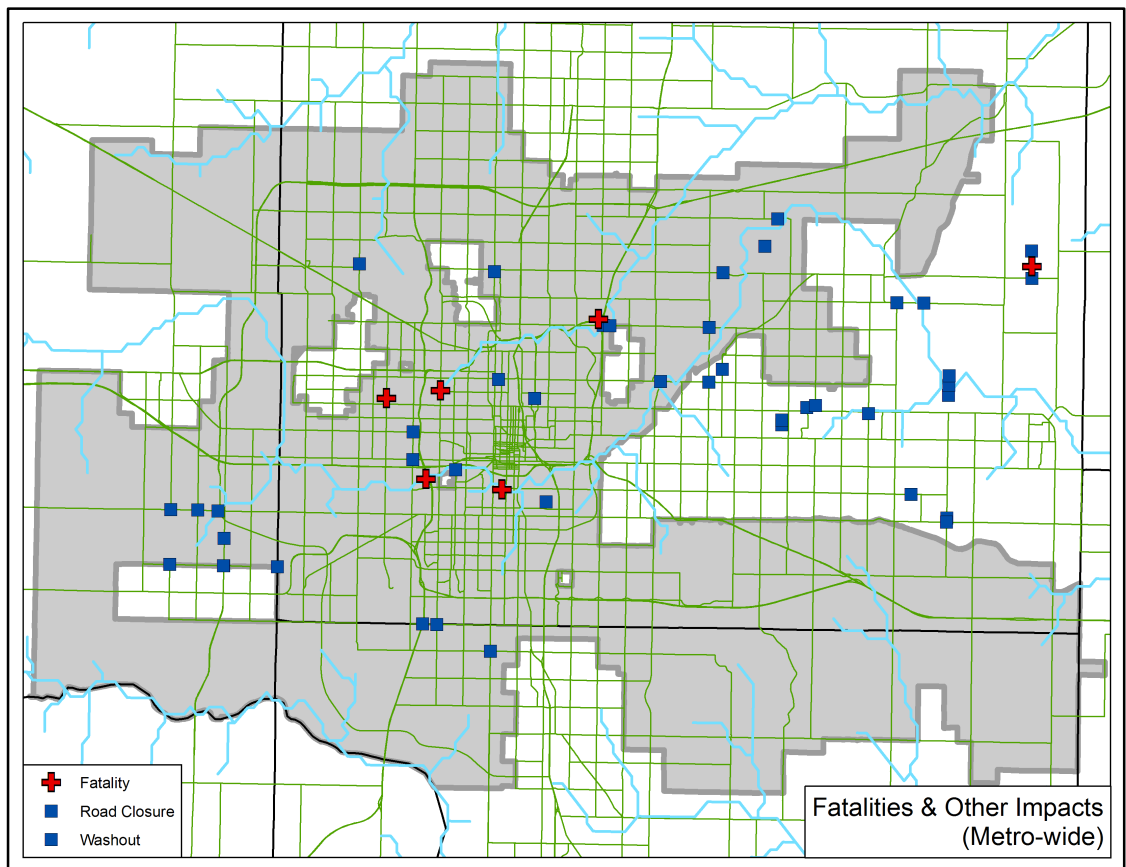 Fatality
Road Closure
Washout
Fatalities & Other Impacts
(Metro-wide)